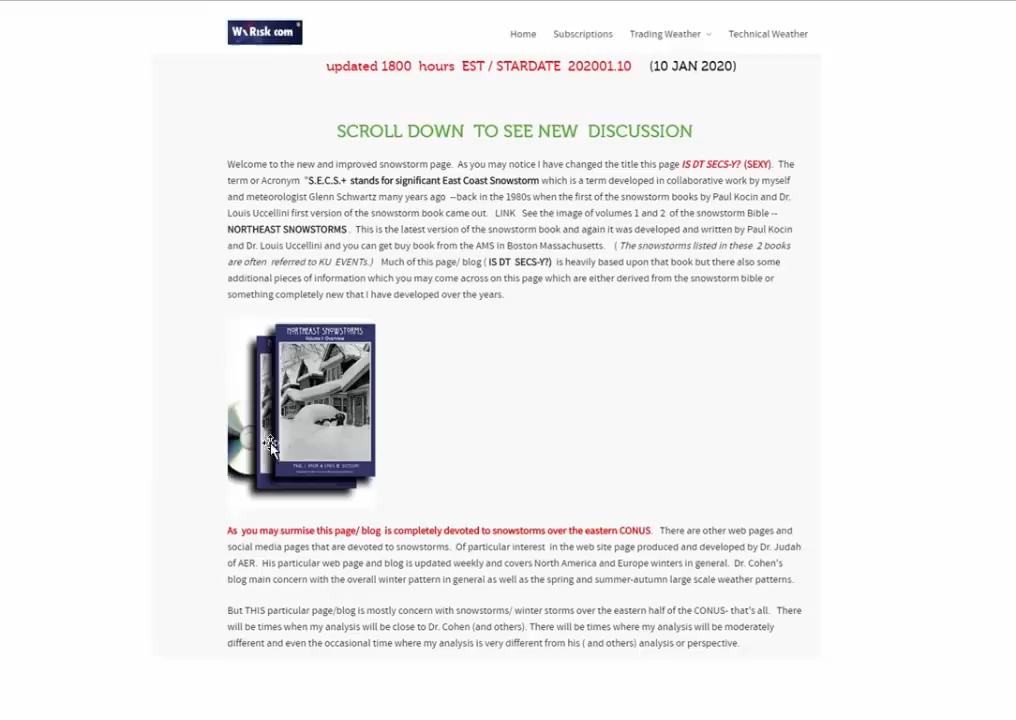 WxRisk com
Home Subscriptions Trading Weather Technical Weather
updated 1800 hours EST / STARDATE 202001.10 (10 JAN 2020)
SCROLL DOWN TO SEE NEW DISCUSSION
Welcome to the new and improved snowstorm page. As you may notice I have changed the title this page IS DT SECS-Y? (SEXY). The
term or Acronym "S.E.C.S.+ stands for significant East Coast Snowstorm which is a term developed in collaborative work by myself
and meteorologist Glenn Schwartz many years ago --back in the 1980s when the first of the snowstorm books by Paul Kocin and Dr.
Louis Uccellini first version of the snowstorm book came out. LINK See the image of volumes 1 and 2 of the snowstorm Bible --
NORTHEAST SNOWSTORMS . This is the latest version of the snowstorm book and again it was developed and written by Paul Kocin
and Dr. Louis Uccellini and you can get buy book from the AMS in Boston Massachusetts. ( The snowstorms listed in these 2 books
are often referred to KU EVENTs.) Much of this page/ blog ( IS DT SECS-Y?) is heavily based upon that book but there also some
additional pieces of information which you may come across on this page which are either derived from the snowstorm bible or
something completely new that I have developed over the years.
NORTHEAST SNOWSTORMS
Volume I: Overview
As you may surmise this page/ blog is completely devoted to snowstorms over the eastern CONUS. There are other web pages and
social media pages that are devoted to snowstorms. Of particular interest in the web site page produced and developed by Dr. Judah
of AER. His particular web page and blog is updated weekly and covers North America and Europe winters in general. Dr. Cohen's
blog main concern with the overall winter pattern in general as well as the spring and summer-autumn large scale weather patterns.
But THIS particular page/blog is mostly concern with snowstorms/ winter storms over the eastern half of the CONUS- that's all. There
will be times when my analysis will be close to Dr. Cohen (and others). There will be times where my analysis will be moderately
different and even the occasional time where my analysis is very different from his ( and others) analysis or perspective.